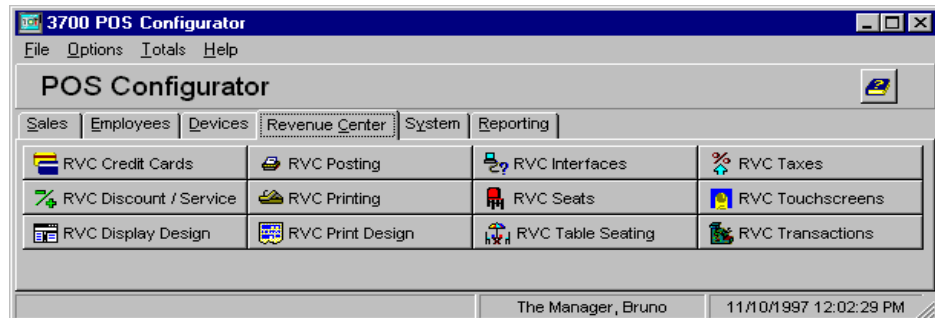 3700 POS Configurator
File Options Totals Help
POS Configurator
Sales Employees Devices Revenue Center System Reporting
RVC Credit Cards RVC Posting RVC Interfaces RVC Taxes
RVC Discount / Service RVC Printing RVC Seats RVC Touchscreens
RVC Display Design RVC Print Design RVC Table Seating RVC Transactions
The Manager, Bruno 11/10/1997 12:02:29 PM